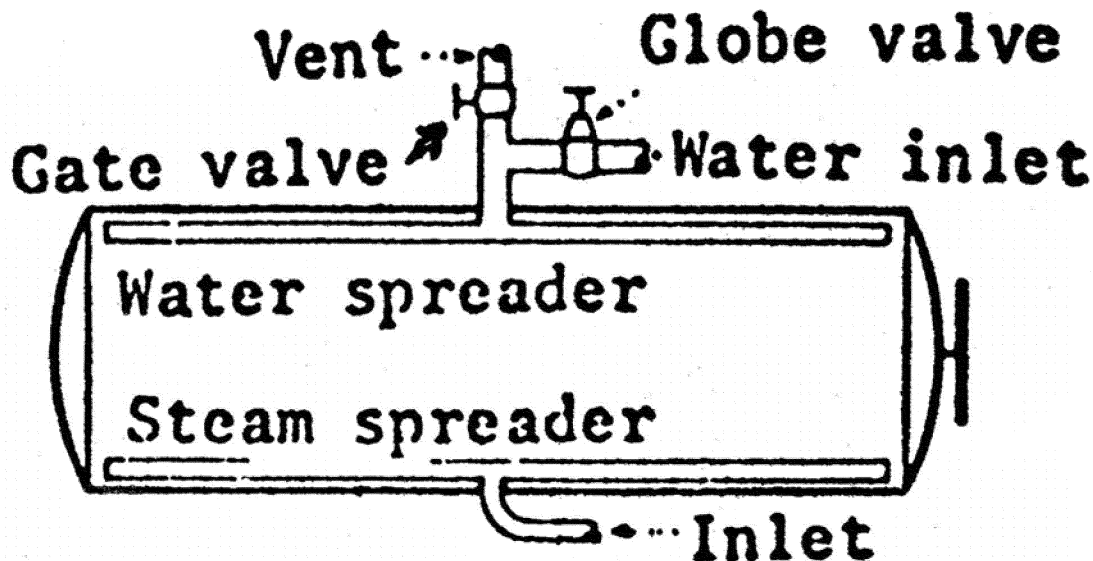 Vent
Globe valve
Gate valve
Water inlet
Water spreader
Steam spreader
Inlet